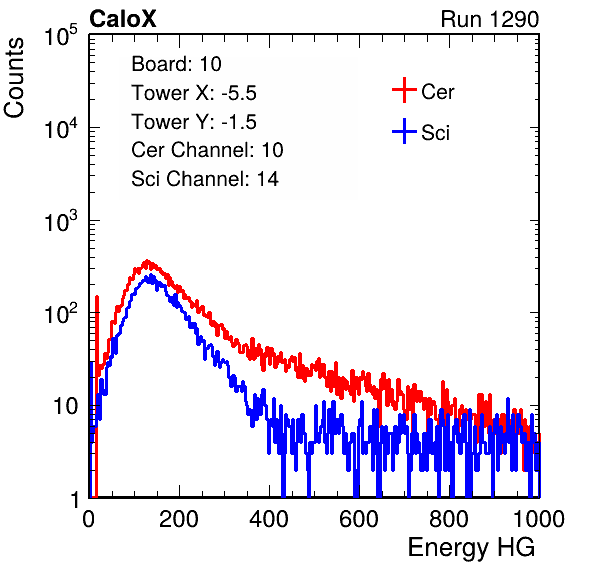 CaloX Run 1290
Counts
10^5
10^4
10^3
10^2
10
1
Board: 10
Tower X: -5.5
Tower Y: -1.5
Cer Channel: 10
Sci Channel: 14
Cer
Sci
0 200 400 600 800 1000
Energy HG